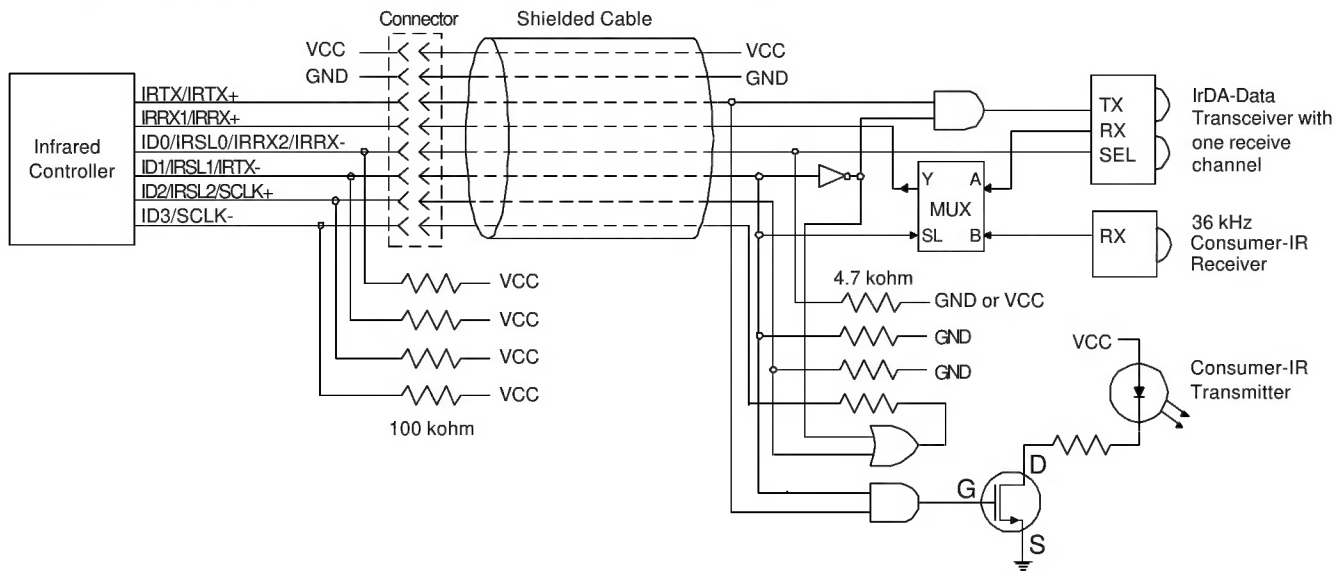 Connector
Shielded Cable
VCC
VCC
GND
GND
Infrared
Controller
IRTX/IRTX+
IRRX1/IRRX+
ID0/IRSL0/IRRX2/IRRX-
ID1/IRSL1/IRTX-
ID2/IRSL2/SCLK+
ID3/SCLK-
TX
RX
SEL
IrDA-Data
Transceiver with
one receive
channel
Y
A
MUX
SL
B
RX
36 kHz
Consumer-IR
Receiver
VCC
VCC
VCC
VCC
100 kohm
4.7 kohm
GND or VCC
GND
GND
VCC
Consumer-IR
Transmitter
G
D
S